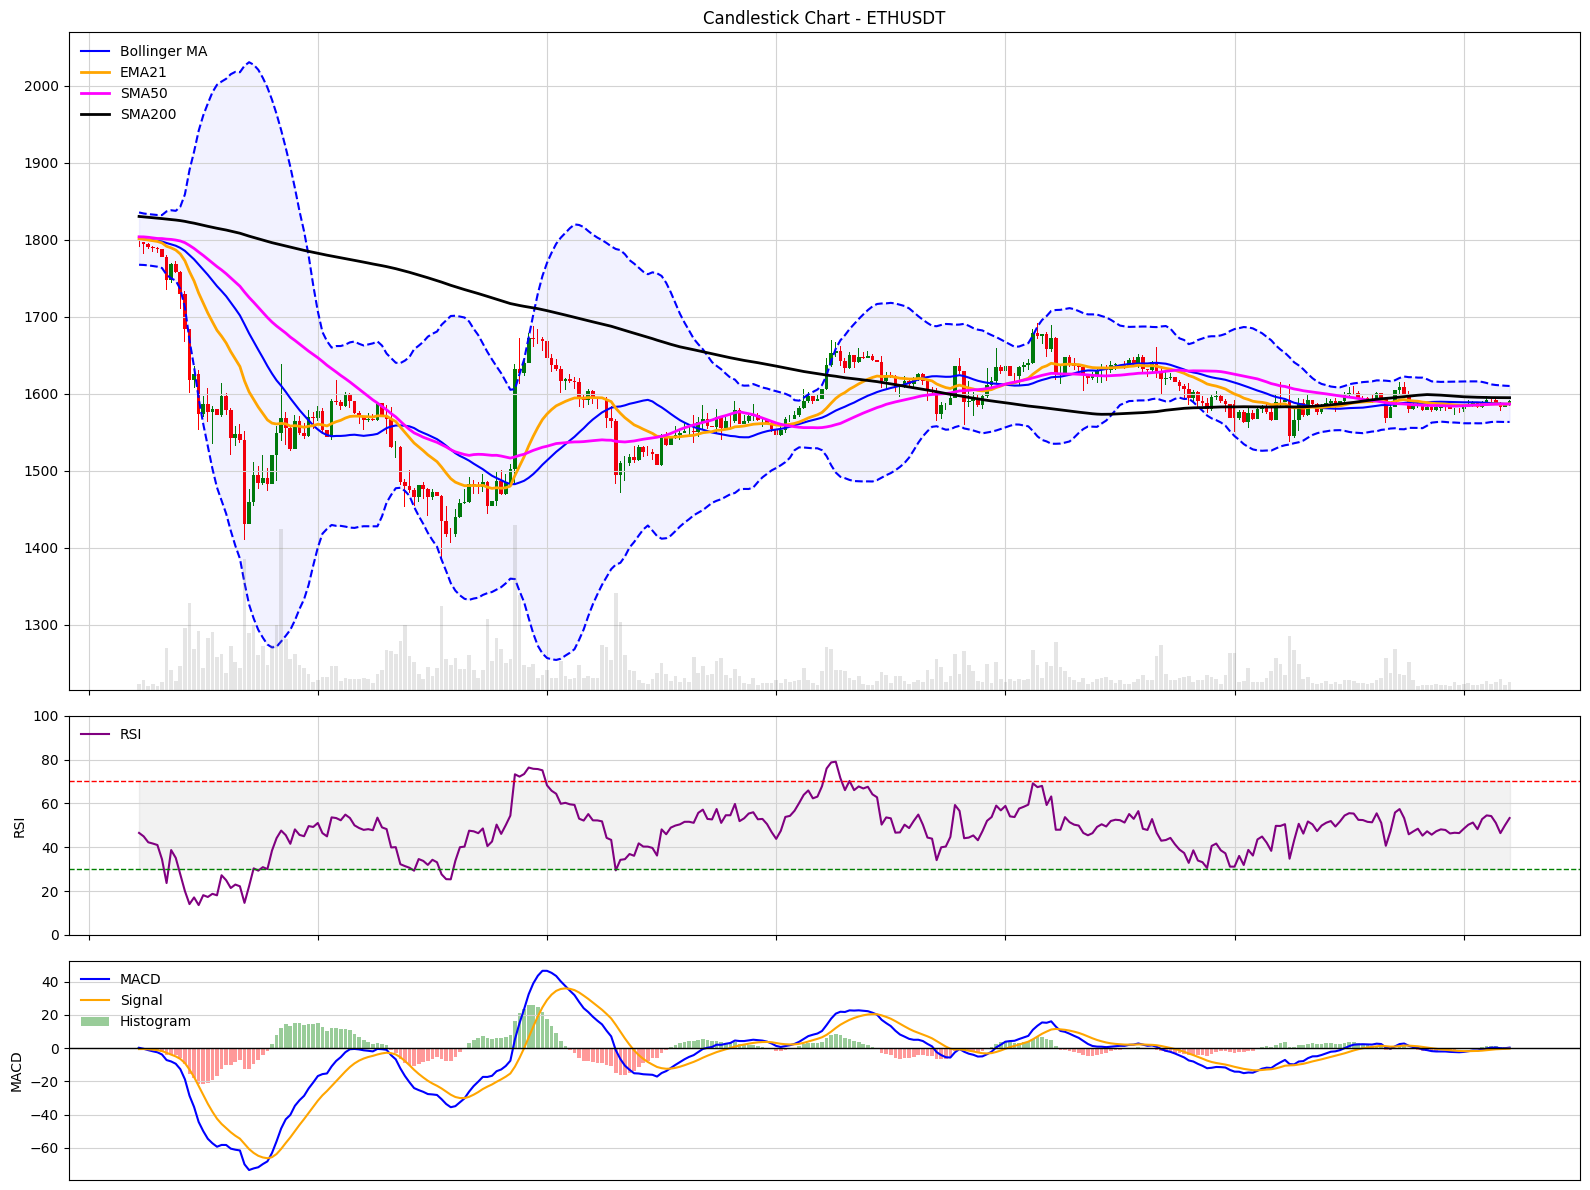 Candlestick Chart - ETHUSDT
Bollinger MA
EMA21
SMA50
SMA200
2000
1900
1800
1700
1600
1500
1400
1300
RSI
RSI
100
80
60
40
20
0
MACD
MACD
Signal
Histogram
40
20
0
−20
−40
−60